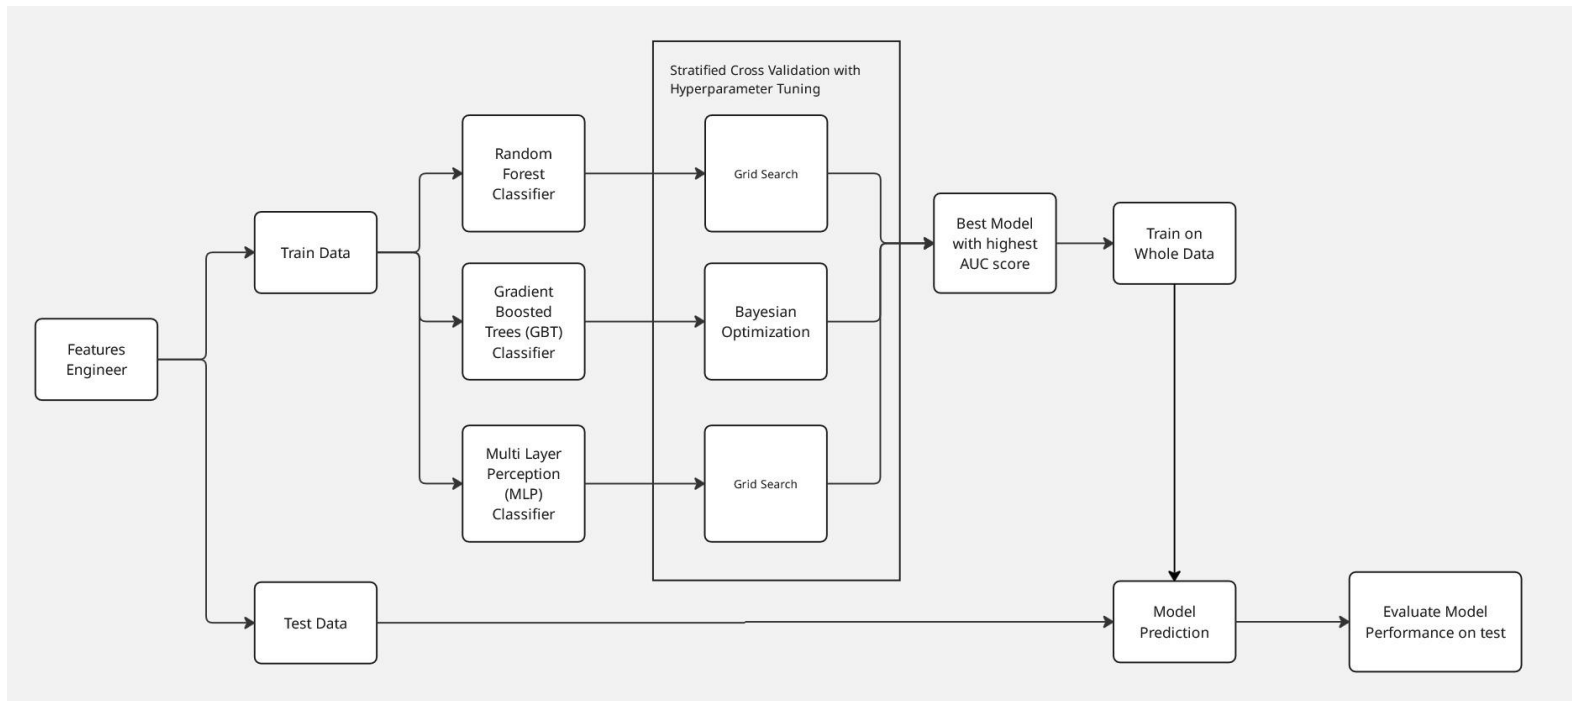 Stratified Cross Validation with
Hyperparameter Tuning
Random
Forest
Classifier
Grid Search
Best Model
with highest
AUC score
Train on
Whole Data
Train Data
Gradient
Boosted
Trees (GBT)
Classifier
Bayesian
Optimization
Features
Engineer
Multi Layer
Perception
(MLP)
Classifier
Grid Search
Test Data
Model
Prediction
Evaluate Model
Performance on test